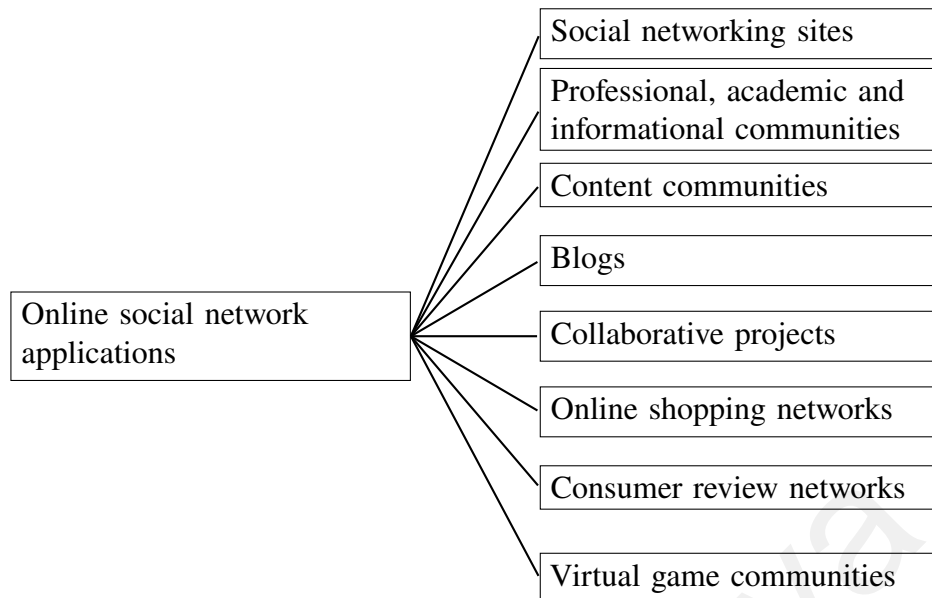 Social networking sites
Professional, academic and
informational communities
Content communities
Blogs
Online social network
applications
Collaborative projects
Online shopping networks
Consumer review networks
Virtual game communities